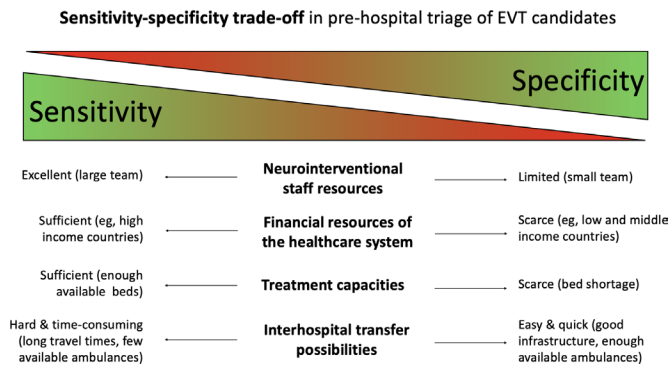 Sensitivity-specificity trade-off in pre-hospital triage of EVT candidates
Specificity
Sensitivity
Excellent (large team)
Neurointerventional
staff resources
Limited (small team)
Sufficient (eg, high
income countries)
Financial resources of
the healthcare system
Scarce (eg, low and middle
income countries)
Sufficient (enough
available beds)
Treatment capacities
Scarce (bed shortage)
Hard & time-consuming
(long travel times, few
available ambulances)
Interhospital transfer
possibilities
Easy & quick (good
infrastructure, enough
available ambulances)